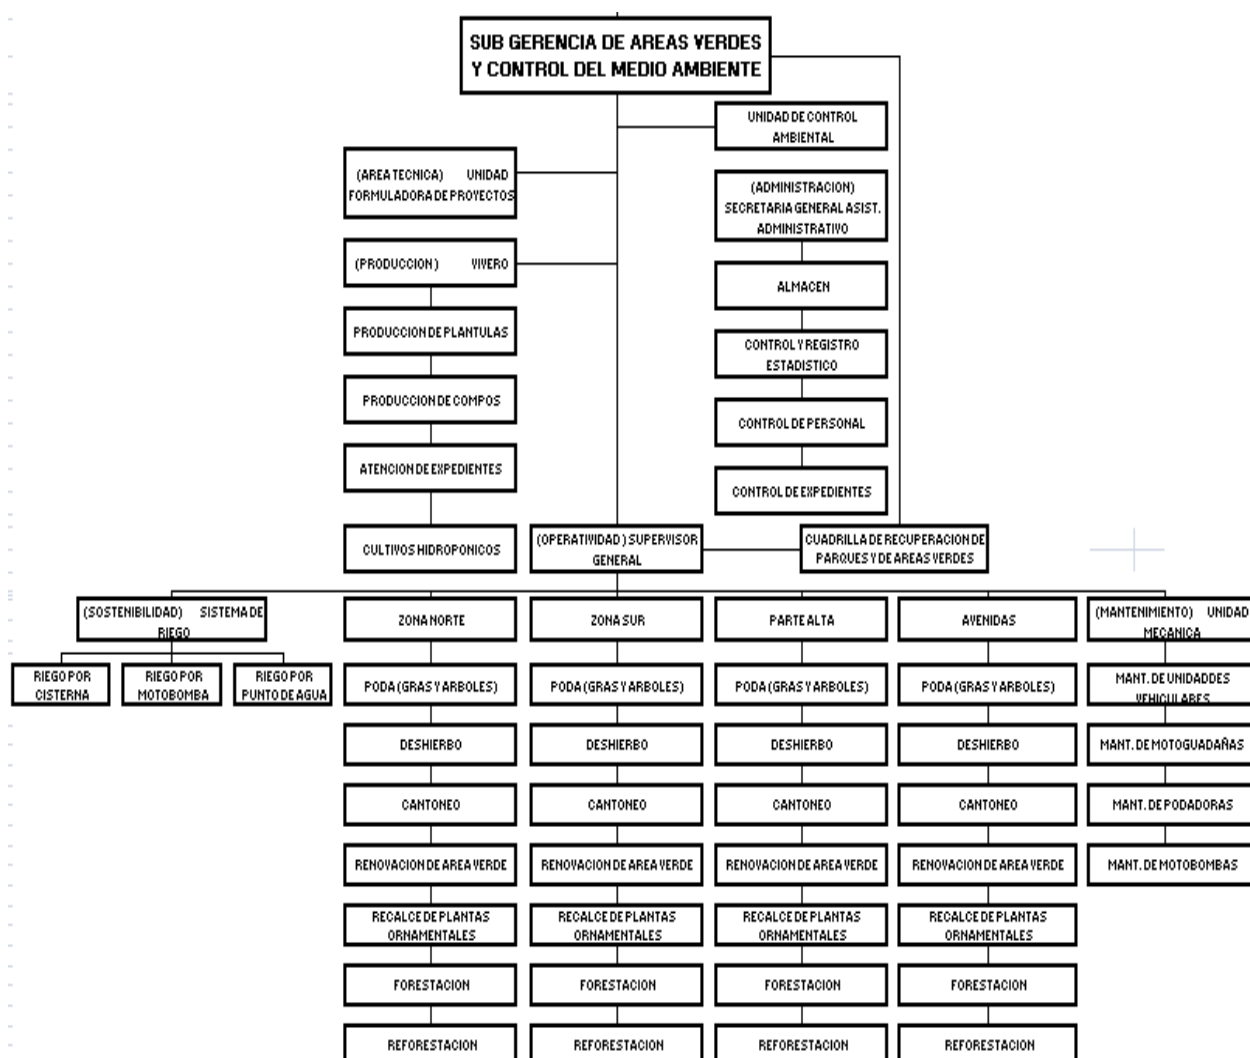 SUB GERENCIA DE AREAS VERDES
Y CONTROL DEL MEDIO AMBIENTE
UNIDAD DE CONTROL
AMBIENTAL
(AREA TECNICA) UNIDAD
FORMULADORA DE PROYECTOS
(ADMINISTRACION)
SECRETARIA GENERAL ASIST.
ADMINISTRATIVO
(PRODUCCION) VIVERO
ALMACEN
PRODUCCION DE PLANTULAS
CONTROL Y REGISTRO
ESTADISTICO
PRODUCCION DE COMPOS
CONTROL DE PERSONAL
ATENCION DE EXPEDIENTES
CONTROL DE EXPEDIENTES
CULTIVOS HIDROPONICOS
(OPERATIVIDAD) SUPERVISOR
GENERAL
CUADRILLA DE RECUPERACION DE
PARQUES Y DE AREAS VERDES
(SOSTENIBILIDAD) SISTEMA DE
RIEGO
ZONA NORTE
ZONA SUR
PARTE ALTA
AVENIDAS
(MANTENIMIENTO) UNIDAD
MECANICA
RIEGO POR
CISTERNA
RIEGO POR
MOTOBOMBA
RIEGO POR
PUNTO DE AGUA
PODA (GRAS Y ARBOLES)
PODA (GRAS Y ARBOLES)
PODA (GRAS Y ARBOLES)
PODA (GRAS Y ARBOLES)
MANT. DE UNIDADDES
VEHICULARES
DESHIERBO
DESHIERBO
DESHIERBO
DESHIERBO
MANT. DE MOTOGUADAÑAS
CANTONEO
CANTONEO
CANTONEO
CANTONEO
MANT. DE PODADORAS
RENOVACION DE AREA VERDE
RENOVACION DE AREA VERDE
RENOVACION DE AREA VERDE
RENOVACION DE AREA VERDE
MANT. DE MOTOBOMBAS
RECALCE DE PLANTAS
ORNAMENTALES
RECALCE DE PLANTAS
ORNAMENTALES
RECALCE DE PLANTAS
ORNAMENTALES
RECALCE DE PLANTAS
ORNAMENTALES
FORESTACION
FORESTACION
FORESTACION
FORESTACION
REFORESTACION
REFORESTACION
REFORESTACION
REFORESTACION